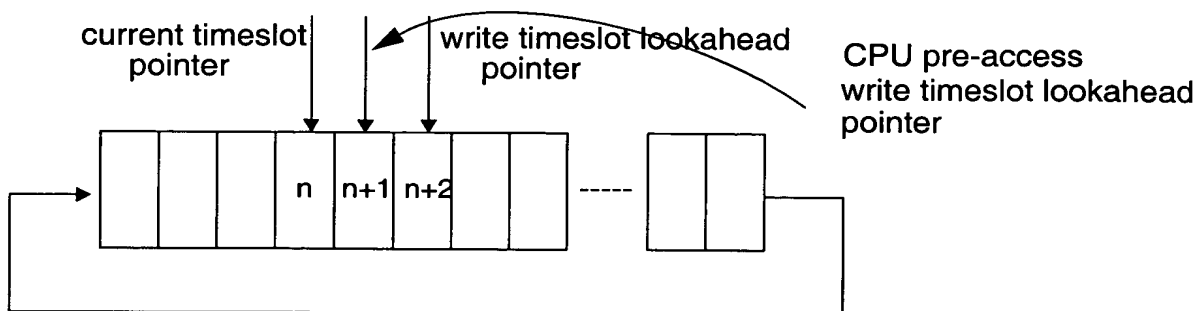 current timeslot
pointer
write timeslot lookahead
pointer
CPU pre-access
write timeslot lookahead
pointer
n
n+1
n+2